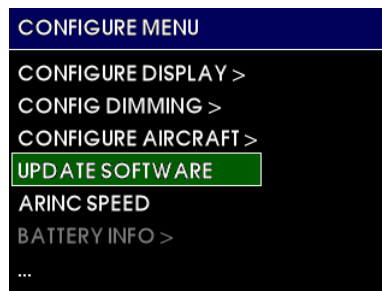 CONFIGURE MENU
CONFIGURE DISPLAY >
CONFIG DIMMING >
CONFIGURE AIRCRAFT >
UPDATE SOFTWARE
ARINC SPEED
BATTERY INFO >
...